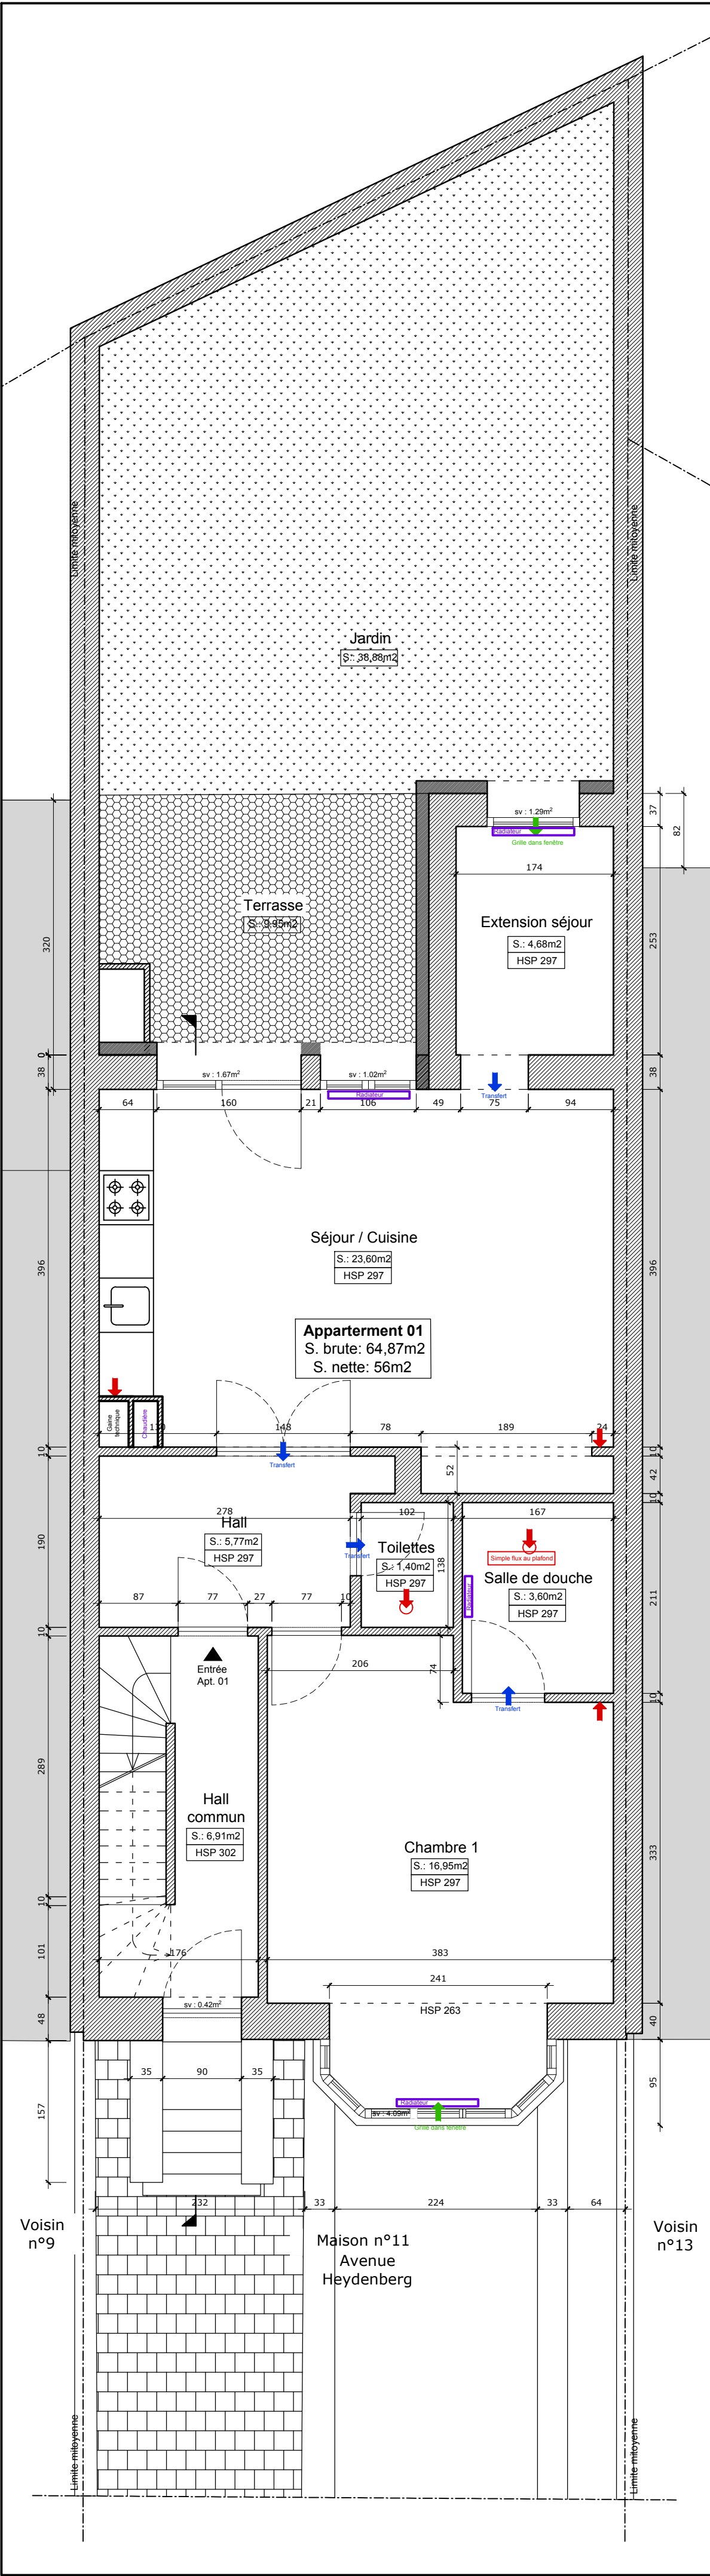 Limite mitoyenne
Limite mitoyenne
Jardin
S.: 38,88m2
sv : 1.29m²
Radiateur
Grille dans fenêtre
37
82
174
Terrasse
S.: 9,95m2
Extension séjour
S.: 4,68m2
HSP 297
320
253
0
38
38
sv : 1.67m²
sv : 1.02m²
Radiateur
Transfert
64
160
21
106
49
75
94
Séjour / Cuisine
S.: 23,60m2
HSP 297
396
396
Appartement 01
S. brute: 64,87m2
S. nette: 56m2
Gaine
technique
Chaudière
148
78
189
24
10
10
Transfert
52
42
10
278
102
167
Hall
S.: 5,77m2
HSP 297
Transfert
Toilettes
S.: 1,40m2
HSP 297
138
Simple flux au plafond
Radiateur
Salle de douche
S.: 3,60m2
HSP 297
190
211
87
77
27
77
10
10
206
74
10
Entrée
Apt. 01
Transfert
289
Hall
commun
S.: 6,91m2
HSP 302
Chambre 1
S.: 16,95m2
HSP 297
333
10
101
176
383
241
HSP 263
48
sv : 0.42m²
40
35
90
35
Radiateur
sv : 4.09m²
Grille dans fenêtre
95
157
232
33
224
33
64
Voisin
n°9
Maison n°11
Avenue
Heydenberg
Voisin
n°13
Limite mitoyenne
Limite mitoyenne